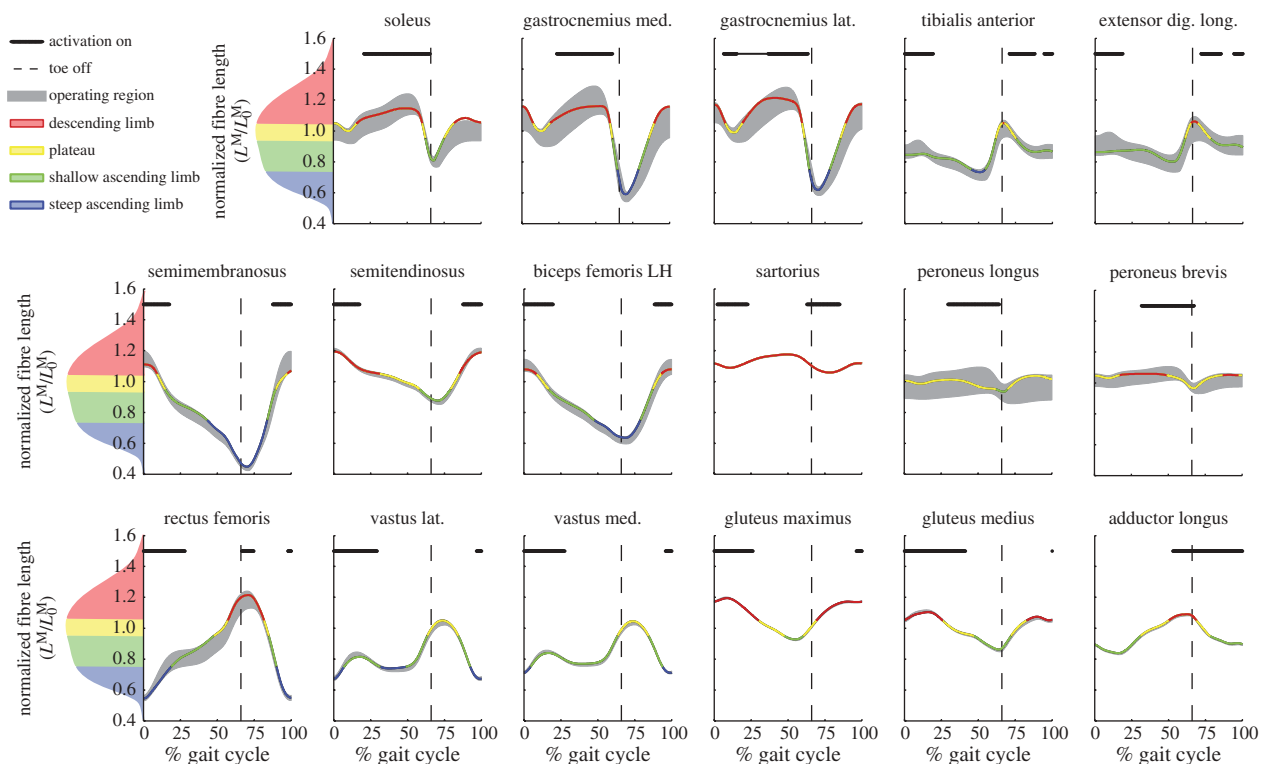 activation on
toe off
operating region
descending limb
plateau
shallow ascending limb
steep ascending limb
normalized fibre length
(L^M/L_0^M)
1.6
1.4
1.2
1.0
0.8
0.6
0.4
soleus
gastrocnemius med.
gastrocnemius lat.
tibialis anterior
extensor dig. long.
normalized fibre length
(L^M/L_0^M)
1.6
1.4
1.2
1.0
0.8
0.6
0.4
semimembranosus
semitendinosus
biceps femoris LH
sartorius
peroneus longus
peroneus brevis
normalized fibre length
(L^M/L_0^M)
1.6
1.4
1.2
1.0
0.8
0.6
0.4
rectus femoris
vastus lat.
vastus med.
gluteus maximus
gluteus medius
adductor longus
0 25 50 75 100
0 25 50 75 100
0 25 50 75 100
0 25 50 75 100
0 25 50 75 100
0 25 50 75 100
% gait cycle
% gait cycle
% gait cycle
% gait cycle
% gait cycle
% gait cycle